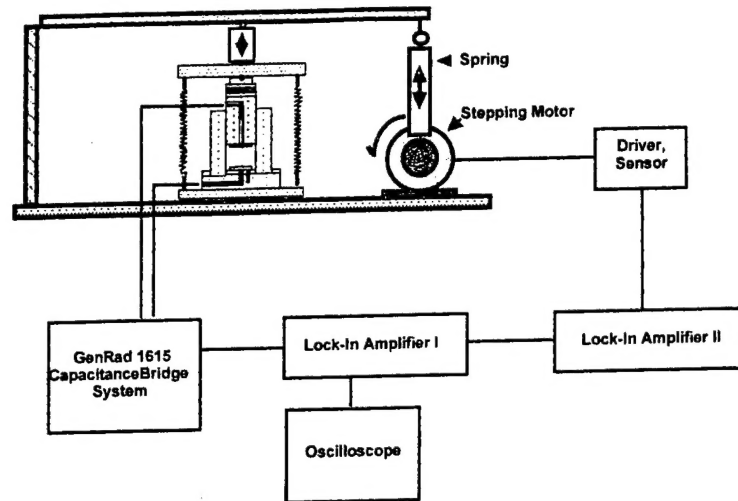 Spring
Stepping Motor
Driver,
Sensor
GenRad 1615
CapacitanceBridge
System
Lock-In Amplifier I
Lock-In Amplifier II
Oscilloscope